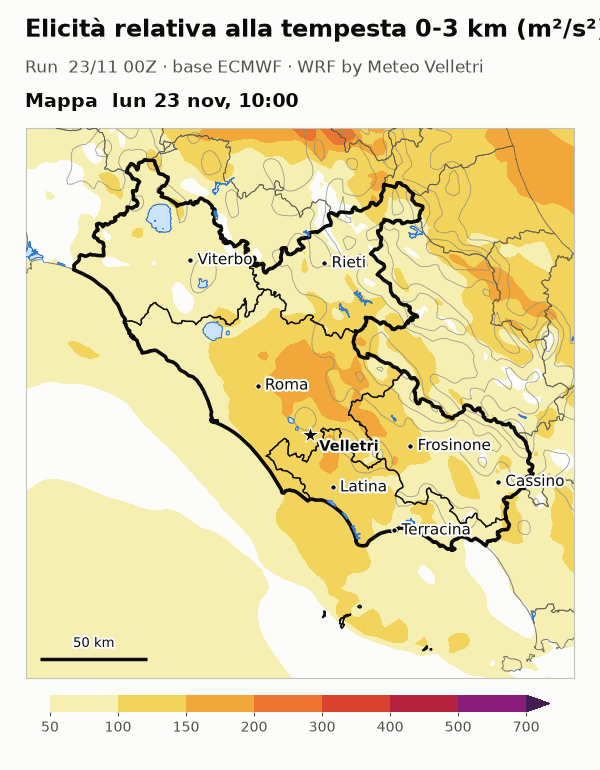 Elicità relativa alla tempesta 0-3 km (m²/s²)
Run 23/11 00Z · base ECMWF · WRF by Meteo Velletri
Mappa lun 23 nov, 10:00
Viterbo
Rieti
Roma
Velletri
Frosinone
Latina
Cassino
Terracina
50 km
50 100 150 200 300 400 500 700